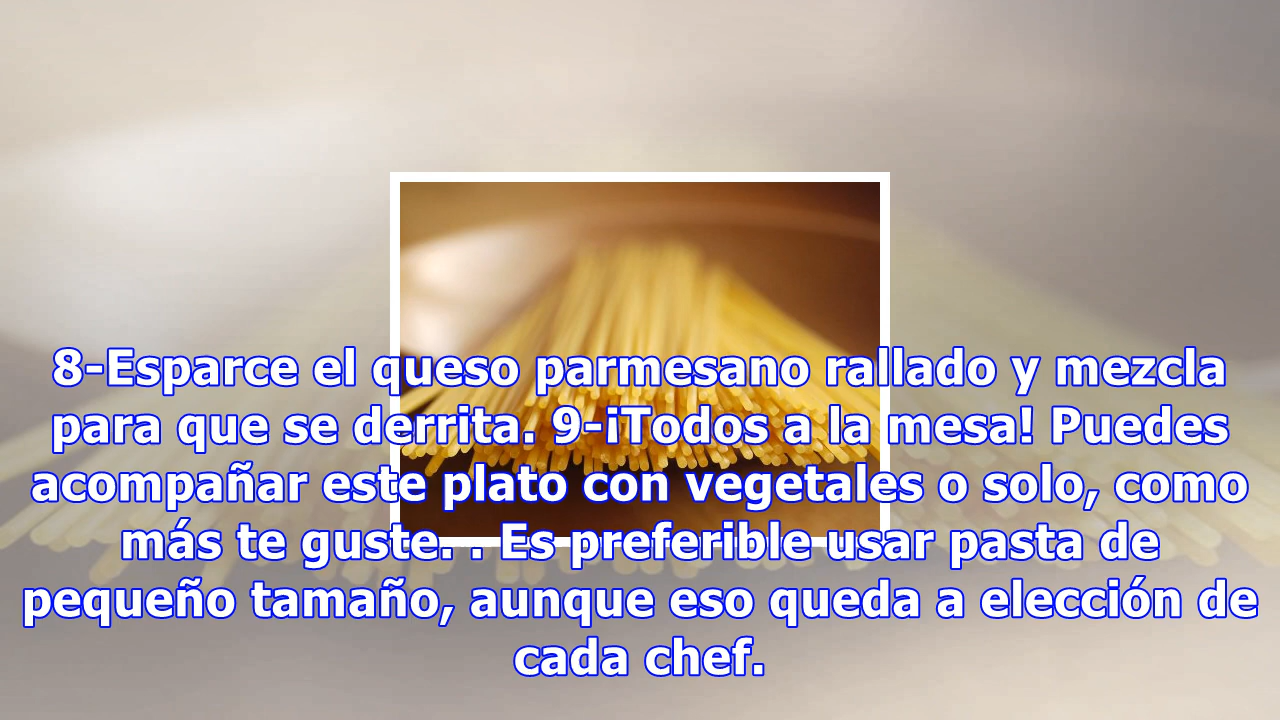 8-Esparce el queso parmesano rallado y mezcla
para que se derrita. 9-¡Todos a la mesa! Puedes
acompañar este plato con vegetales o solo, como
más te guste. . Es preferible usar pasta de
pequeño tamaño, aunque eso queda a elección de
cada chef.